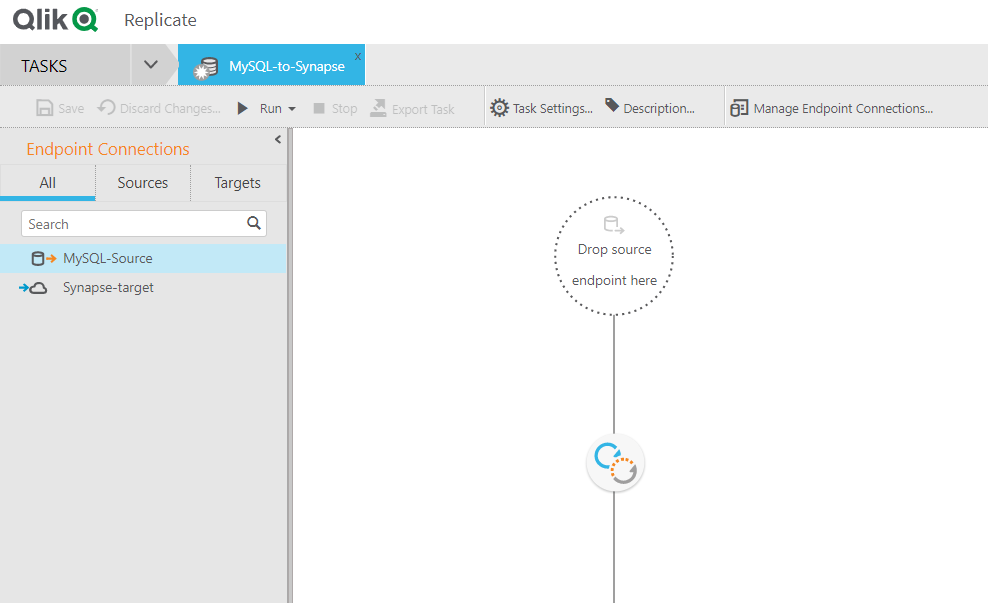 Qlik Replicate
TASKS
MySQL-to-Synapse x
Save Discard Changes... Run Stop Export Task Task Settings... Description... Manage Endpoint Connections...
Endpoint Connections
All Sources Targets
Search
MySQL-Source
Synapse-target
Drop source
endpoint here